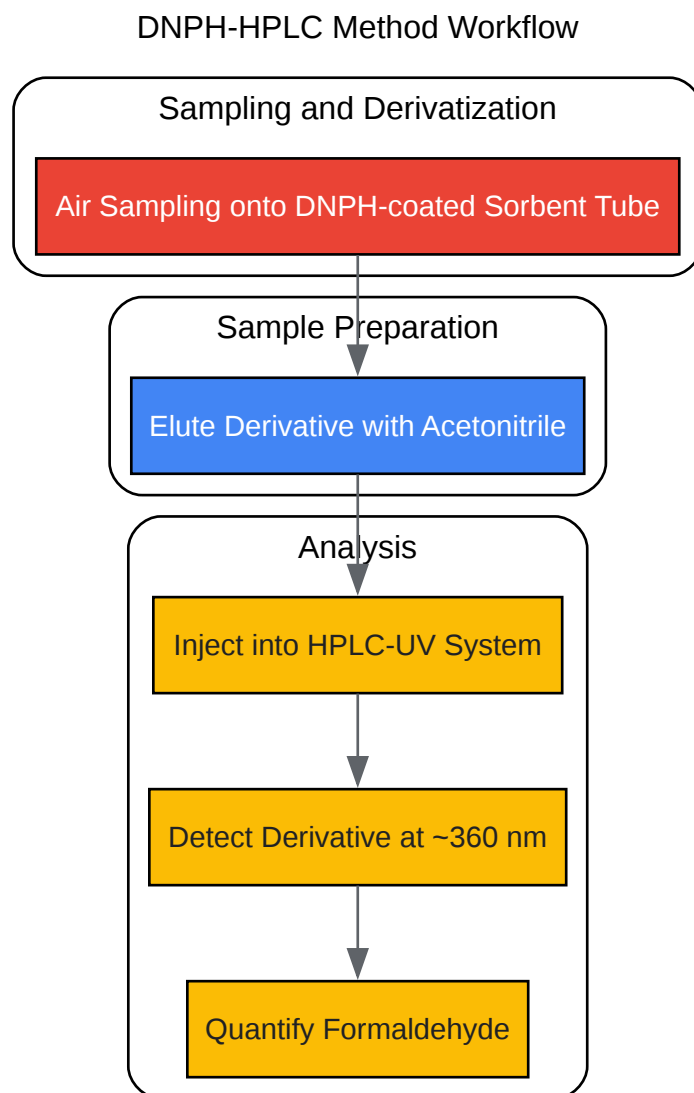 DNPH-HPLC Method Workflow
Sampling and Derivatization
Air Sampling onto DNPH-coated Sorbent Tube
Sample Preparation
Elute Derivative with Acetonitrile
Analysis
Inject into HPLC-UV System
Detect Derivative at ~360 nm
Quantify Formaldehyde